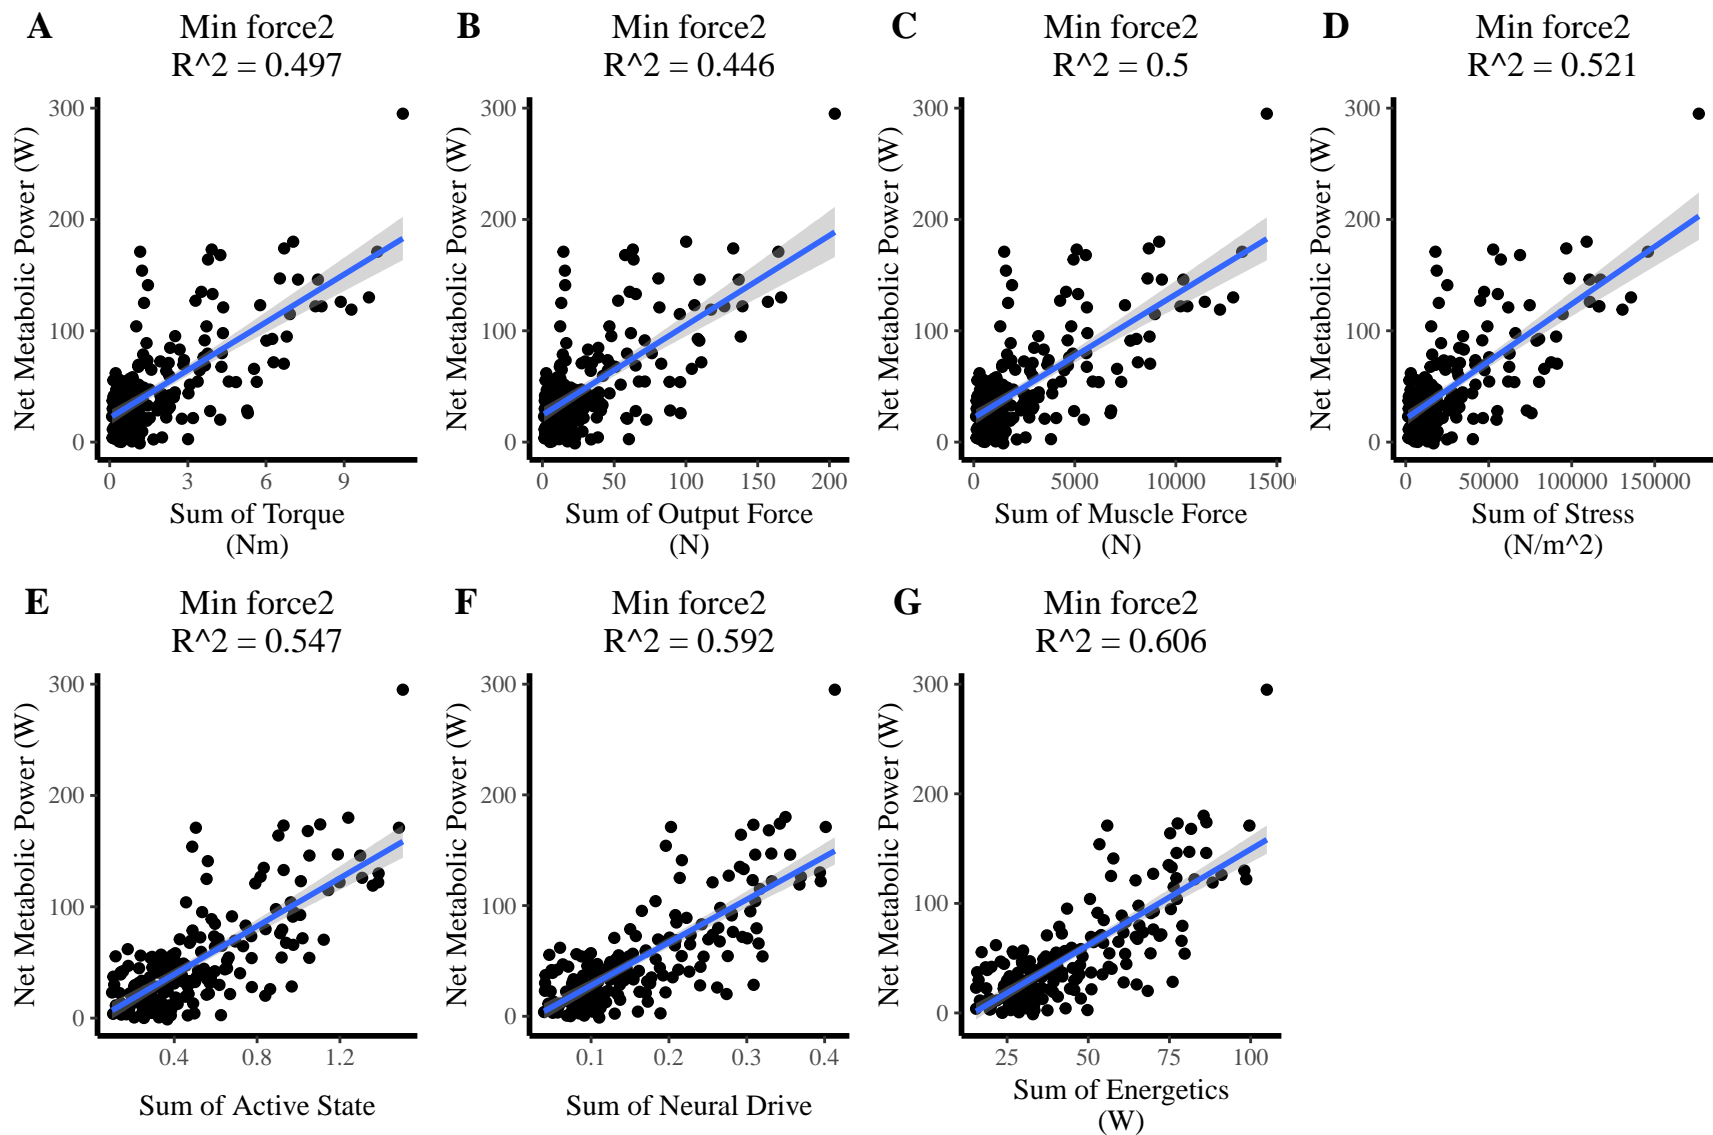 A
Min force2
R^2 = 0.497
300
200
100
0
Net Metabolic Power (W)
0 3 6 9
Sum of Torque
(Nm)
B
Min force2
R^2 = 0.446
300
200
100
0
Net Metabolic Power (W)
0 50 100 150 200
Sum of Output Force
(N)
C
Min force2
R^2 = 0.5
300
200
100
0
Net Metabolic Power (W)
0 5000 10000 1500
Sum of Muscle Force
(N)
D
Min force2
R^2 = 0.521
300
200
100
0
Net Metabolic Power (W)
0 50000 100000 150000
Sum of Stress
(N/m^2)
E
Min force2
R^2 = 0.547
300
200
100
0
Net Metabolic Power (W)
0.4 0.8 1.2
Sum of Active State
F
Min force2
R^2 = 0.592
300
200
100
0
Net Metabolic Power (W)
0.1 0.2 0.3 0.4
Sum of Neural Drive
G
Min force2
R^2 = 0.606
300
200
100
0
Net Metabolic Power (W)
25 50 75 100
Sum of Energetics
(W)